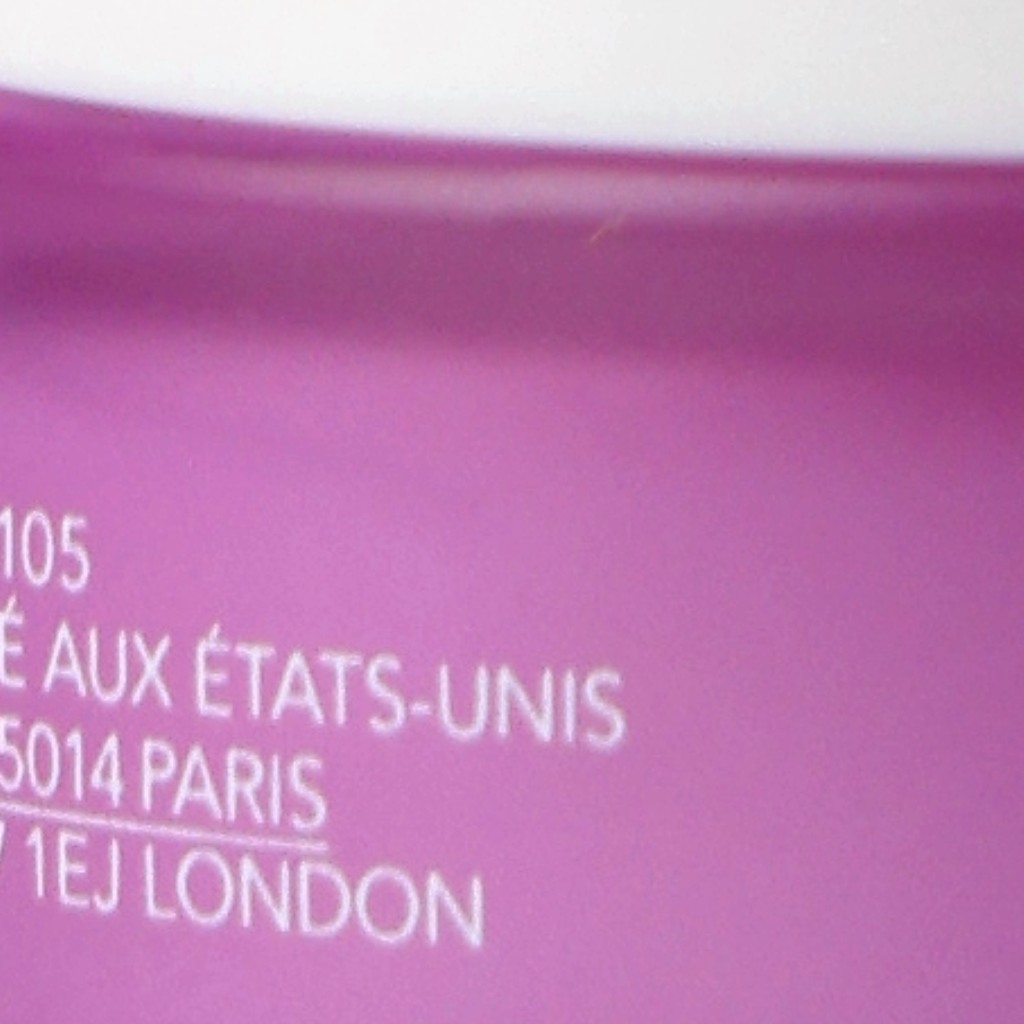 105
É AUX ÉTATS-UNIS
5014 PARIS
1EJ LONDON